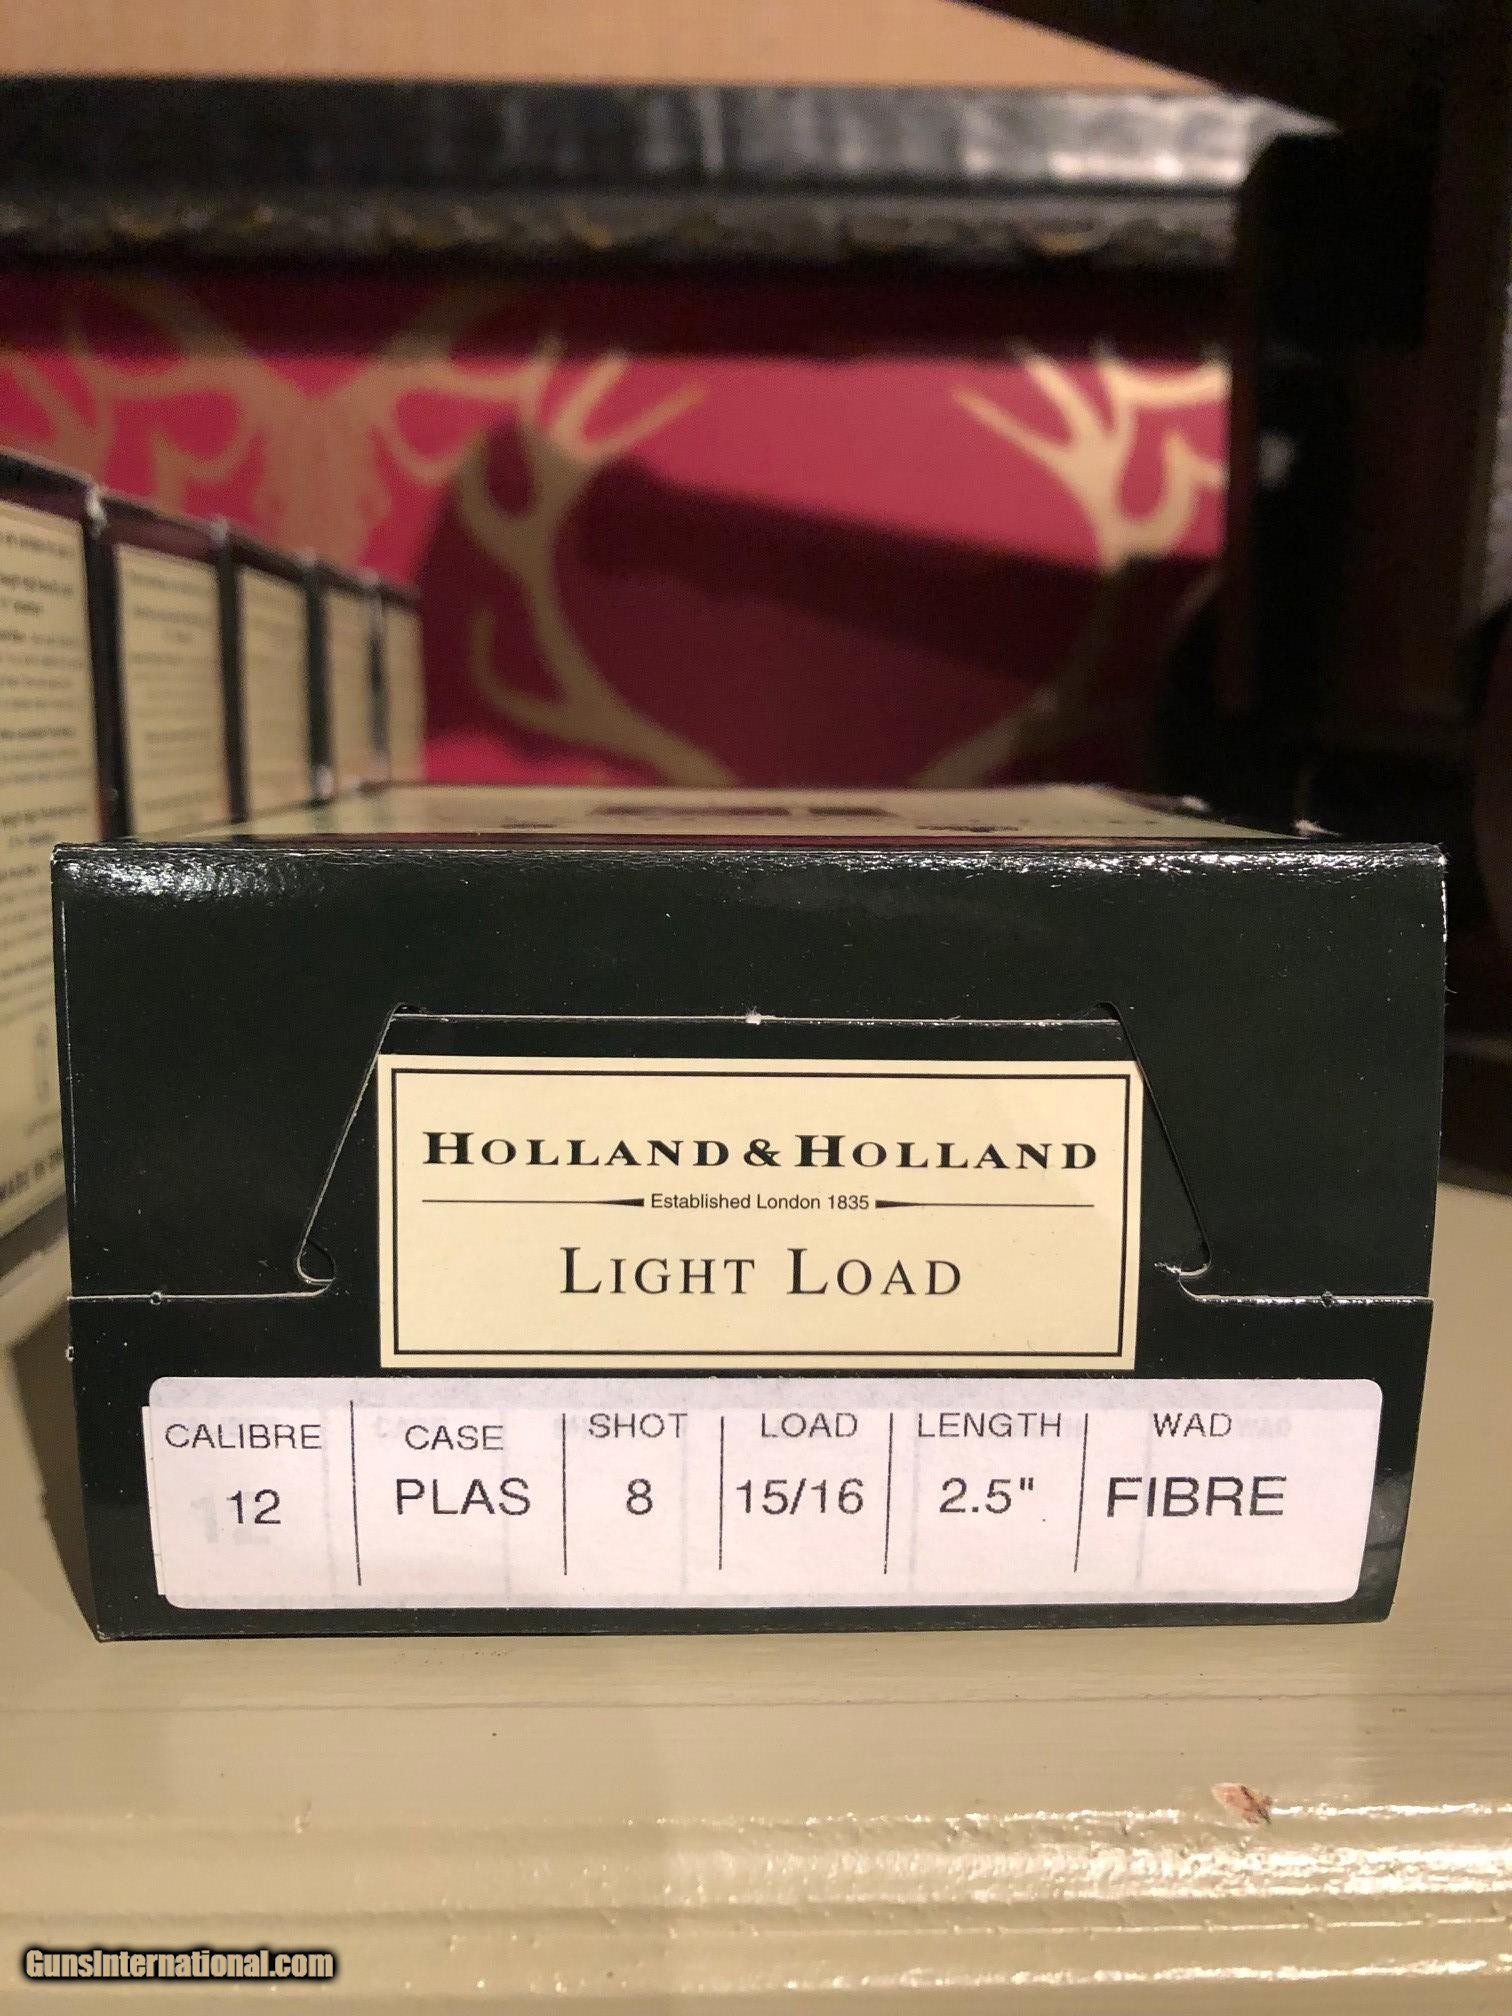 HOLLAND & HOLLAND
Established London 1835
LIGHT LOAD
CALIBRE CASE SHOT LOAD LENGTH WAD
12 PLAS 8 15/16 2.5" FIBRE
GunsInternational.com